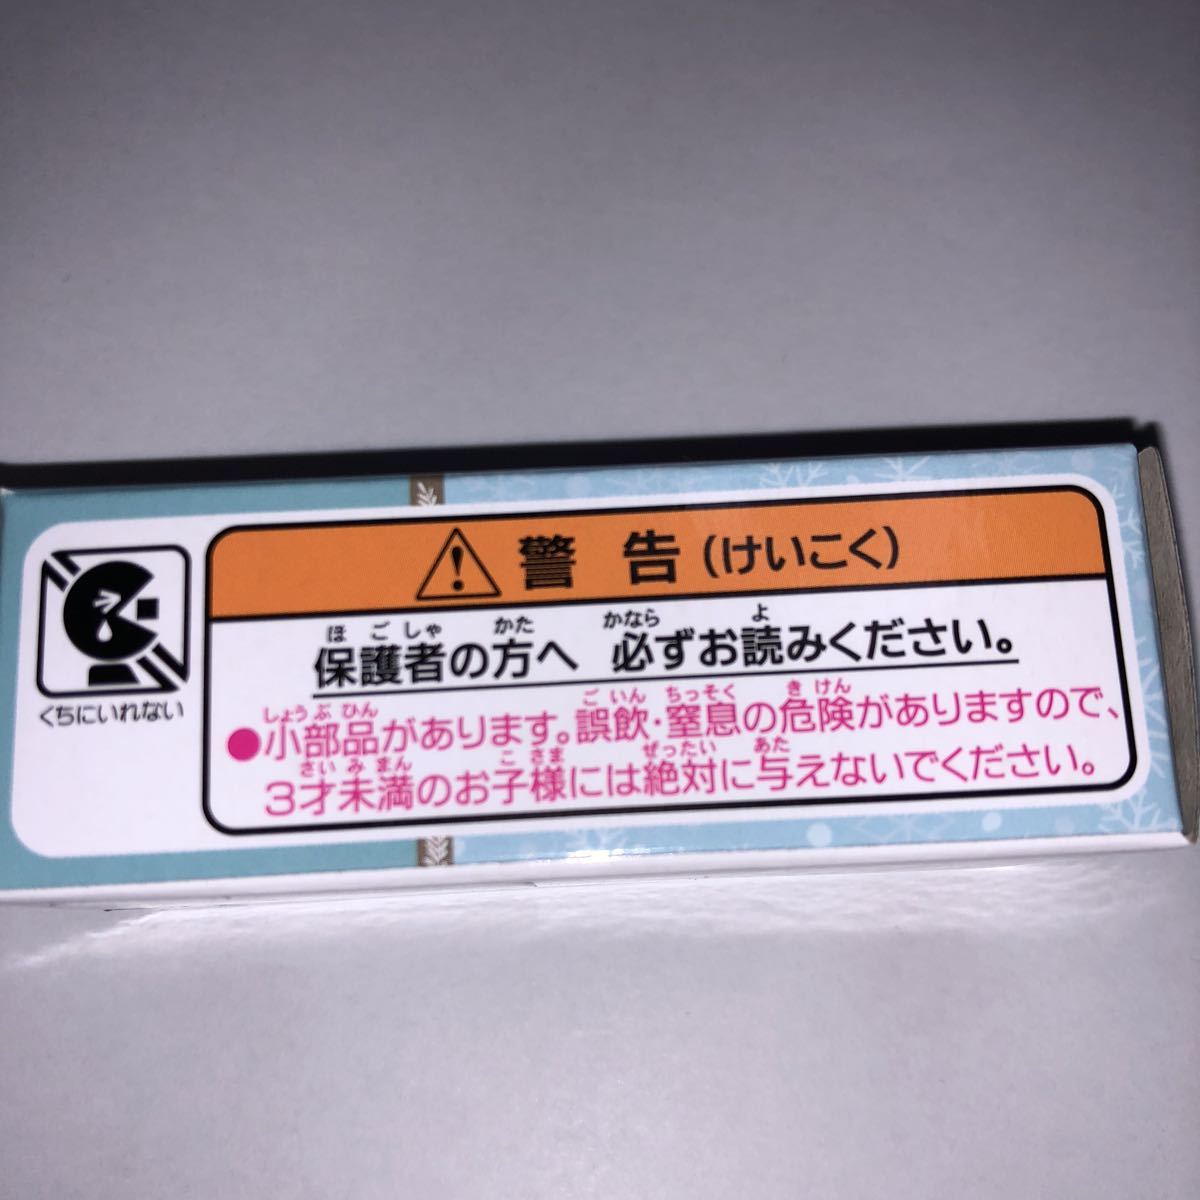 警告(けいこく)
ほごしゃ かた かなら よ
保護者の方へ 必ずお読みください。
しょうぶひん ごいん ちっそく きけん
●小部品があります。誤飲・窒息の危険がありますので、
さいみまん こさま ぜったい あた
3才未満のお子様には絶対に与えないでください。
くちにいれない